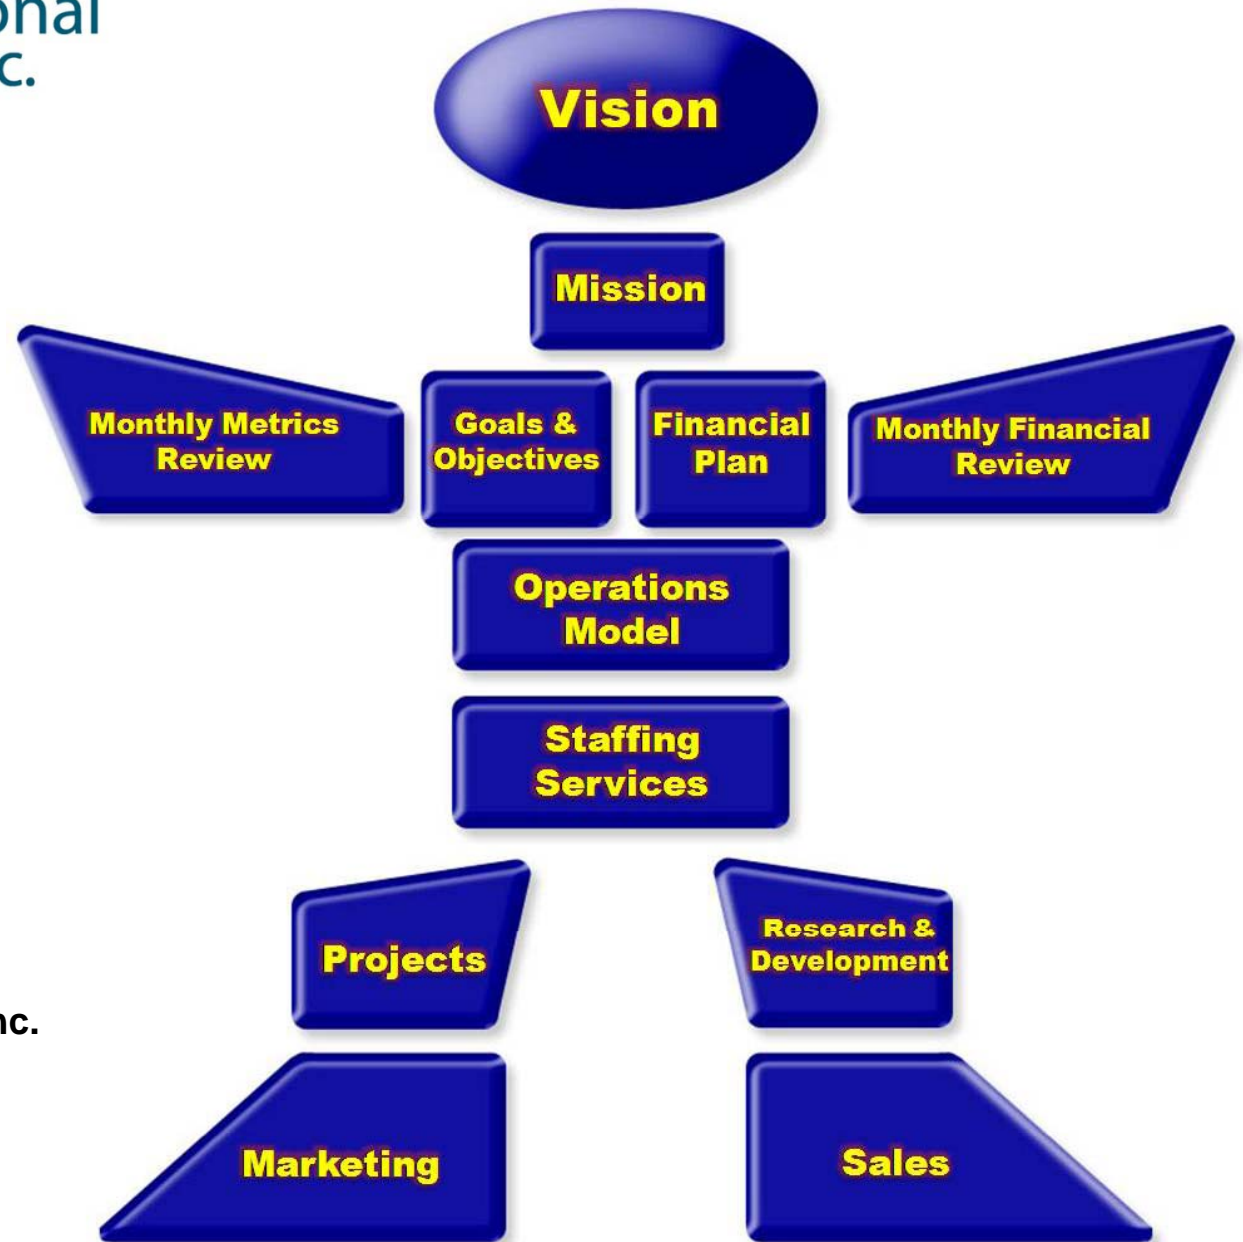 onal
c.
Vision
Mission
Monthly Metrics
Review
Goals &
Objectives
Financial
Plan
Monthly Financial
Review
Operations
Model
Staffing
Services
Projects
Research &
Development
nc.
Marketing
Sales